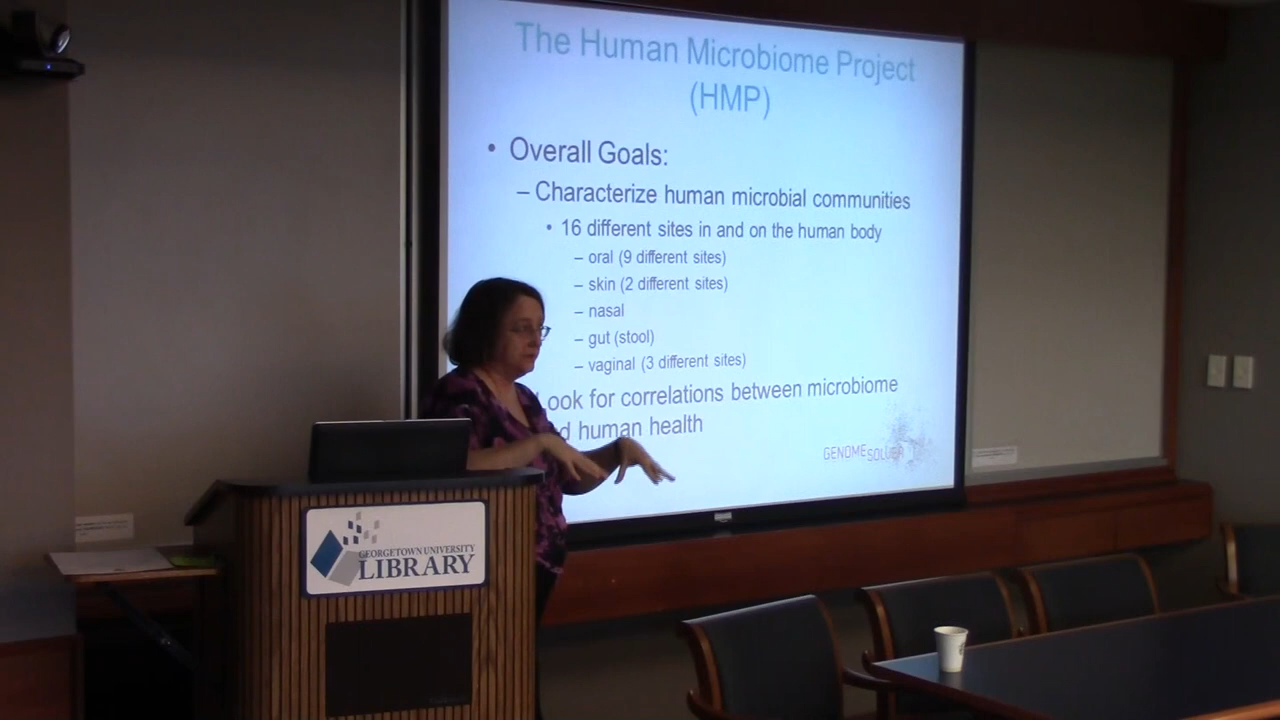 The Human Microbiome Project
(HMP)
• Overall Goals:
– Characterize human microbial communities
• 16 different sites in and on the human body
– oral (9 different sites)
– skin (2 different sites)
– nasal
– gut (stool)
– vaginal (3 different sites)
ook for correlations between microbiome
d human health
GENOME SOLVER
GEORGETOWN UNIVERSITY
LIBRARY